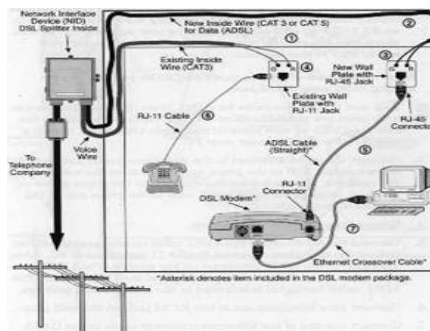 Network Interface
Device (NID)
DSL Splitter Inside
New Inside Wire (CAT 3 or CAT 5)
for Data (ADSL)
①
②
Existing Inside
Wire (CAT3)
③
④
New Wall
Plate with
RJ-45 Jack
Existing Wall
Plate with
RJ-11 Jack
RJ-11 Cable
⑥
RJ-45
Connector
Voice
Wire
To
Telephone
Company
ADSL Cable
(Straight)*
⑤
RJ-11
Connector
DSL Modem*
⑦
Ethernet Crossover Cable*
*Asterisk denotes item included in the DSL modem package.